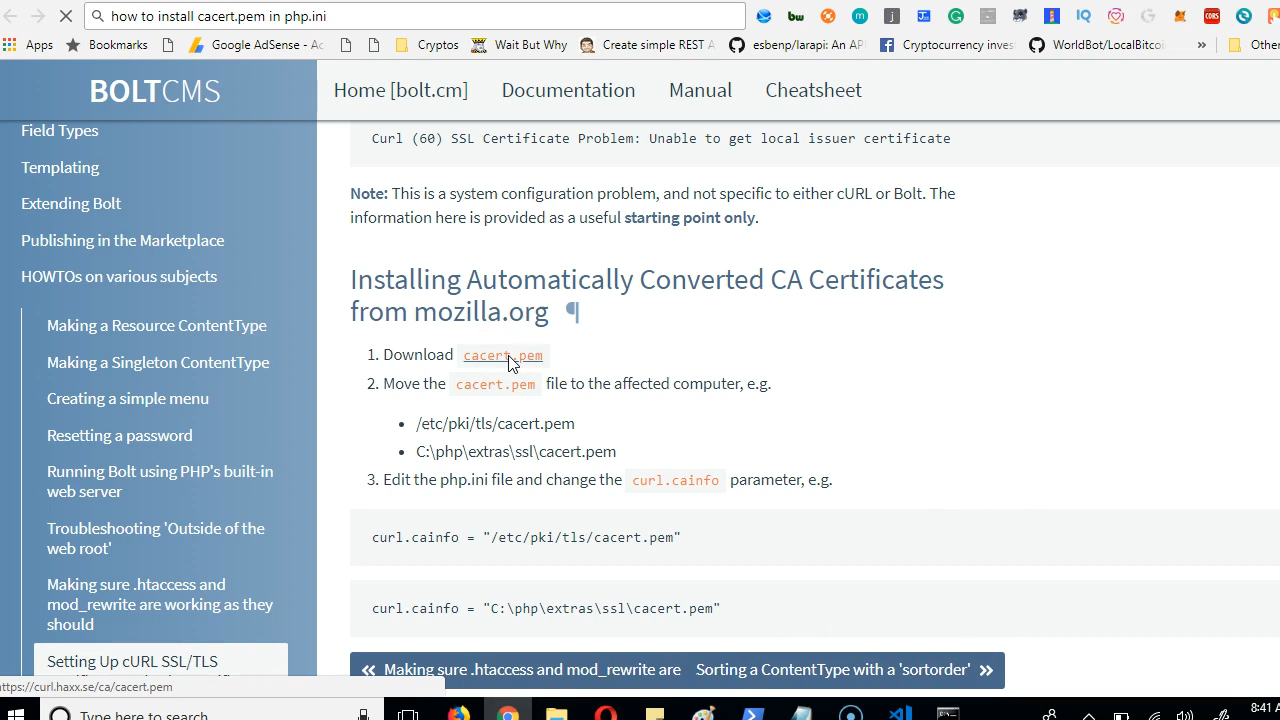 how to install cacert.pem in php.ini
Apps
Bookmarks
Google AdSense - Ac
Cryptos
Wait But Why
Create simple REST A
esbenp/larapi: An AP
Cryptocurrency inves
WorldBot/LocalBitcoi
»
Other
BOLTCMS
Home [bolt.cm]
Documentation
Manual
Cheatsheet
Field Types
Templating
Extending Bolt
Publishing in the Marketplace
HOWTOs on various subjects
Making a Resource ContentType
Making a Singleton ContentType
Creating a simple menu
Resetting a password
Running Bolt using PHP's built-in
web server
Troubleshooting 'Outside of the
web root'
Making sure .htaccess and
mod_rewrite are working as they
should
Setting Up cURL SSL/TLS
Curl (60) SSL Certificate Problem: Unable to get local issuer certificate
Note: This is a system configuration problem, and not specific to either cURL or Bolt. The
information here is provided as a useful starting point only.
Installing Automatically Converted CA Certificates
from mozilla.org ¶
1. Download cacert.pem
2. Move the cacert.pem file to the affected computer, e.g.
• /etc/pki/tls/cacert.pem
• C:\php\extras\ssl\cacert.pem
3. Edit the php.ini file and change the curl.cainfo parameter, e.g.
curl.cainfo = "/etc/pki/tls/cacert.pem"
curl.cainfo = "C:\php\extras\ssl\cacert.pem"
« Making sure .htaccess and mod_rewrite are
Sorting a ContentType with a 'sortorder' »
https://curl.haxx.se/ca/cacert.pem
Type here to search
8:41 A